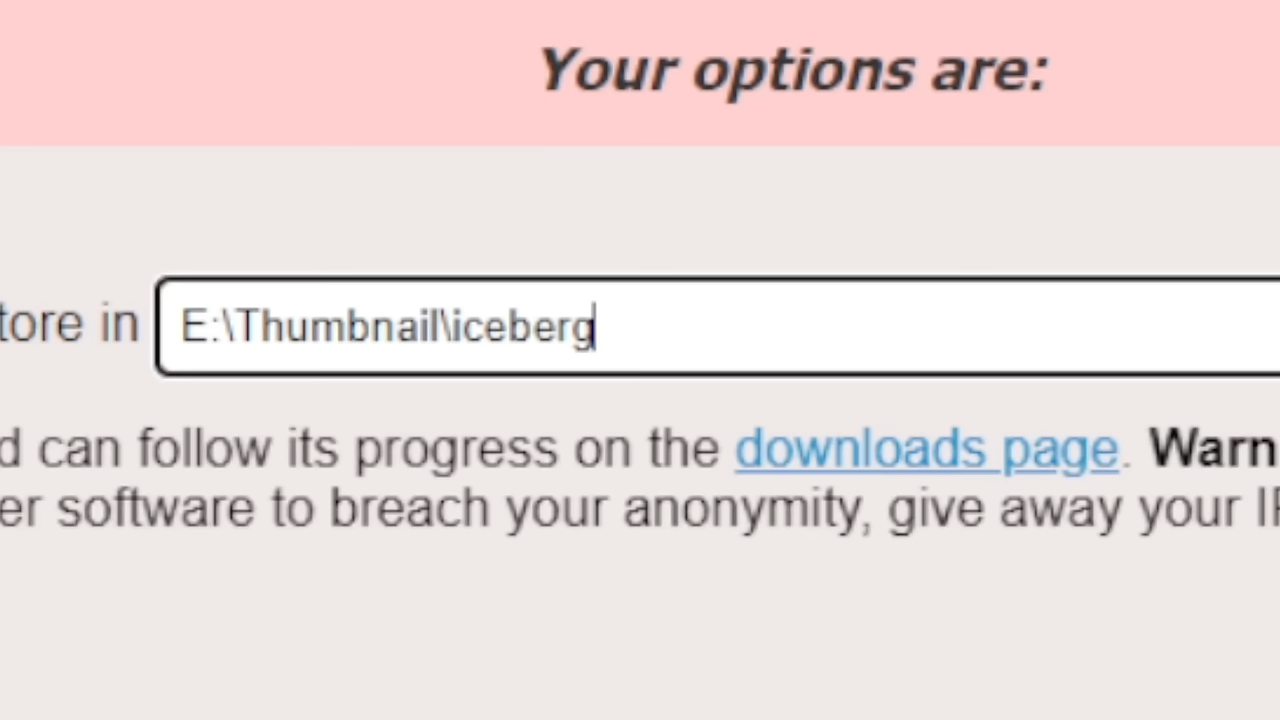 Your options are:
tore in E:\Thumbnail\iceberg
d can follow its progress on the downloads page. Warn
er software to breach your anonymity, give away your IP